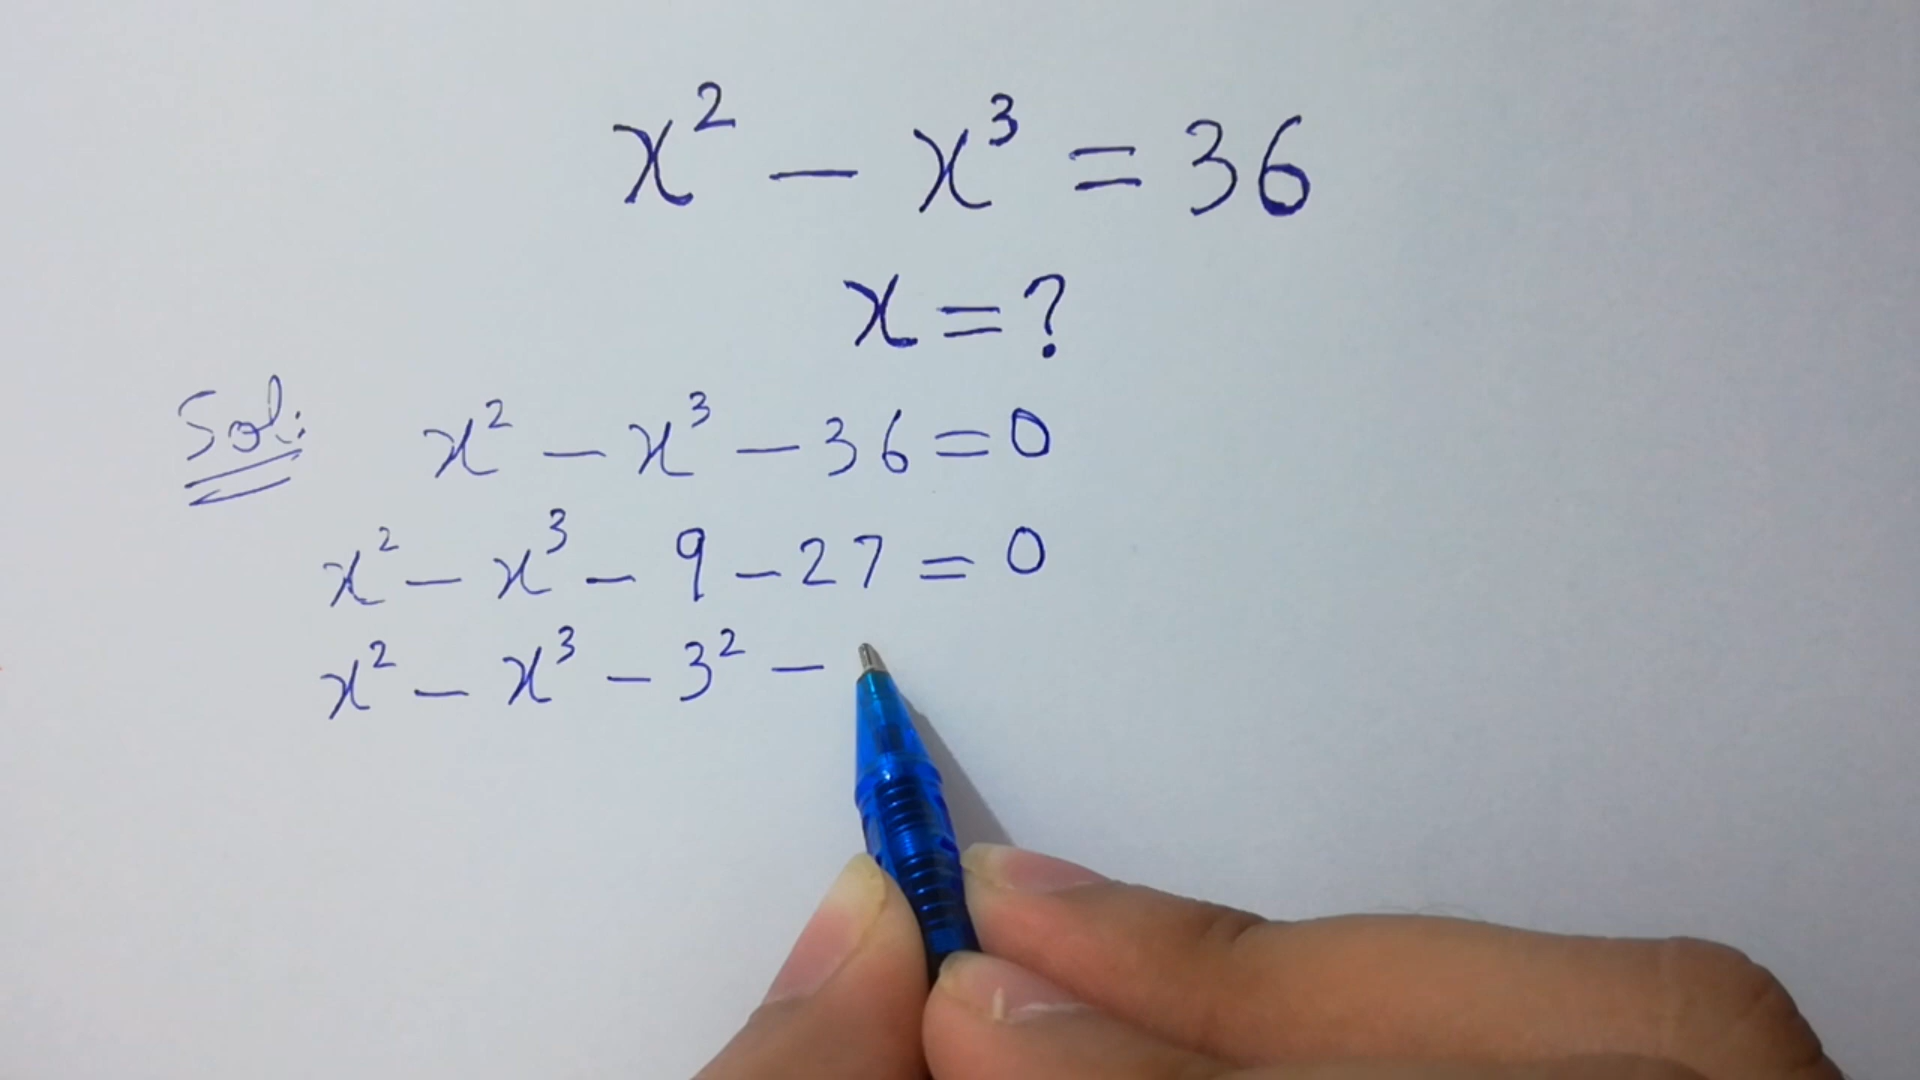 x² − x³ = 36
x = ?
Sol:
x² − x³ − 36 = 0
x² − x³ − 9 − 27 = 0
x² − x³ − 3² −